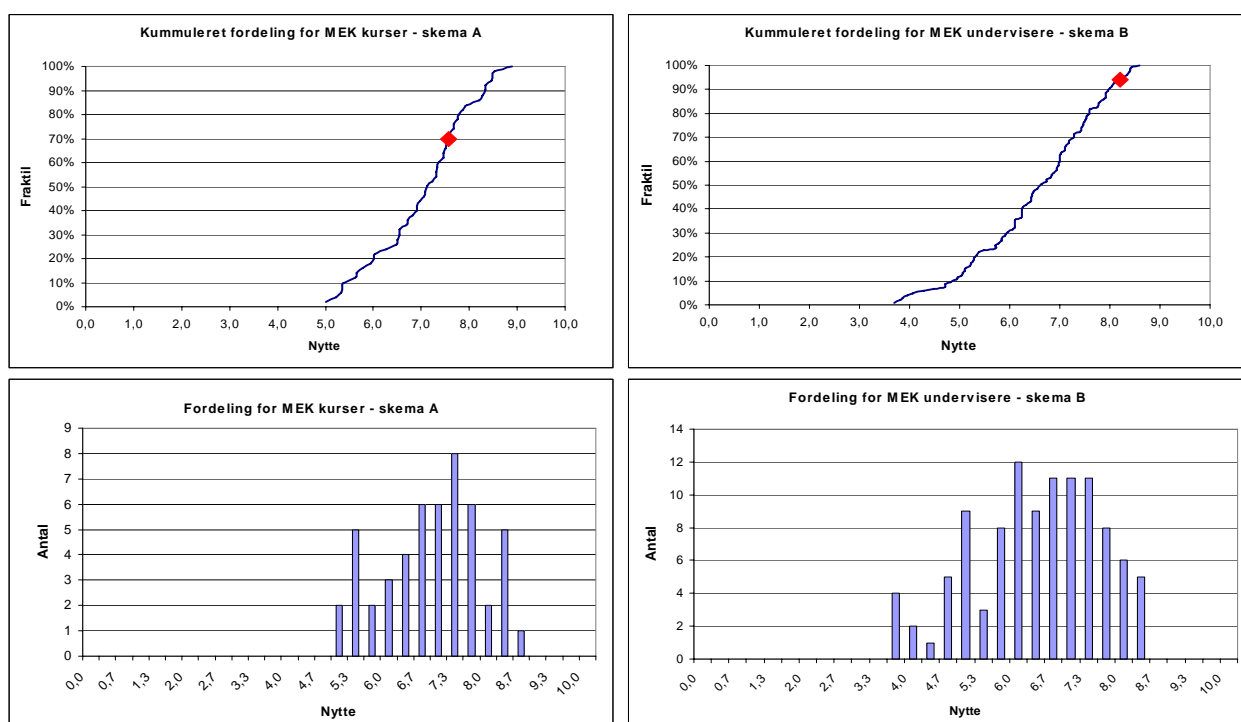 Kummuleret fordeling for MEK kurser - skema A
100%
90%
80%
70%
60%
50%
40%
30%
20%
10%
0%
Fraktil
0,0 1,0 2,0 3,0 4,0 5,0 6,0 7,0 8,0 9,0 10,0
Nytte
Kummuleret fordeling for MEK undervisere - skema B
100%
90%
80%
70%
60%
50%
40%
30%
20%
10%
0%
Fraktil
0,0 1,0 2,0 3,0 4,0 5,0 6,0 7,0 8,0 9,0 10,0
Nytte
Fordeling for MEK kurser - skema A
9
8
7
6
5
4
3
2
1
0
Antal
0,0 0,7 1,3 2,0 2,7 3,3 4,0 4,7 5,3 6,0 6,7 7,3 8,0 8,7 9,3 10,0
Nytte
Fordeling for MEK undervisere - skema B
14
12
10
8
6
4
2
0
Antal
0,0 0,7 1,3 2,0 2,7 3,3 4,0 4,7 5,3 6,0 6,7 7,3 8,0 8,7 9,3 10,0
Nytte